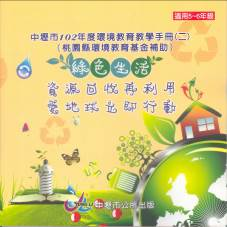 適用5~6年級
中壢市102年度環境教育教學手冊(二)
(桃園縣環境教育基金補助)
綠色生活
資源回收再利用
愛地球立即行動
中壢市公所出版